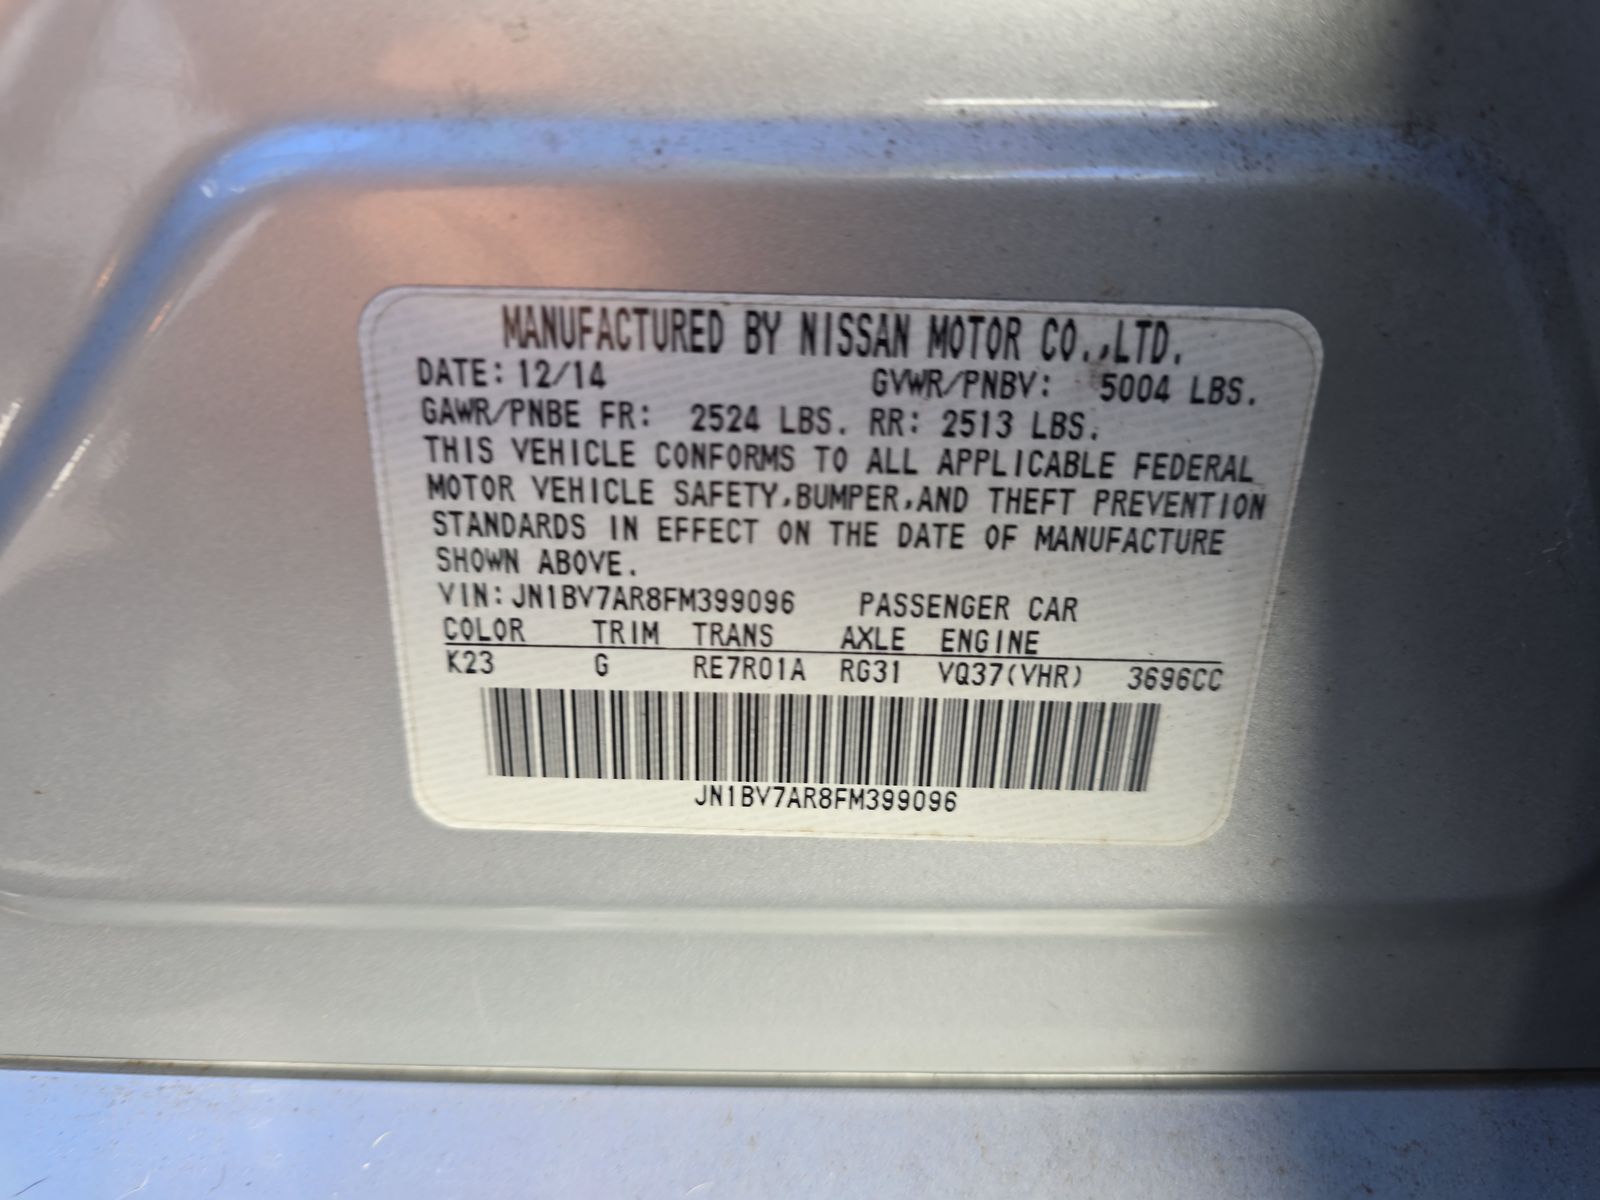 MANUFACTURED BY NISSAN MOTOR CO.,LTD.
DATE: 12/14 GVWR/PNBV: 5004 LBS.
GAWR/PNBE FR: 2524 LBS. RR: 2513 LBS.
THIS VEHICLE CONFORMS TO ALL APPLICABLE FEDERAL
MOTOR VEHICLE SAFETY,BUMPER,AND THEFT PREVENTION
STANDARDS IN EFFECT ON THE DATE OF MANUFACTURE
SHOWN ABOVE.
VIN: JN1BV7AR8FM399096 PASSENGER CAR
COLOR TRIM TRANS AXLE ENGINE
K23 G RE7R01A RG31 VQ37(VHR) 3696CC
JN1BV7AR8FM399096